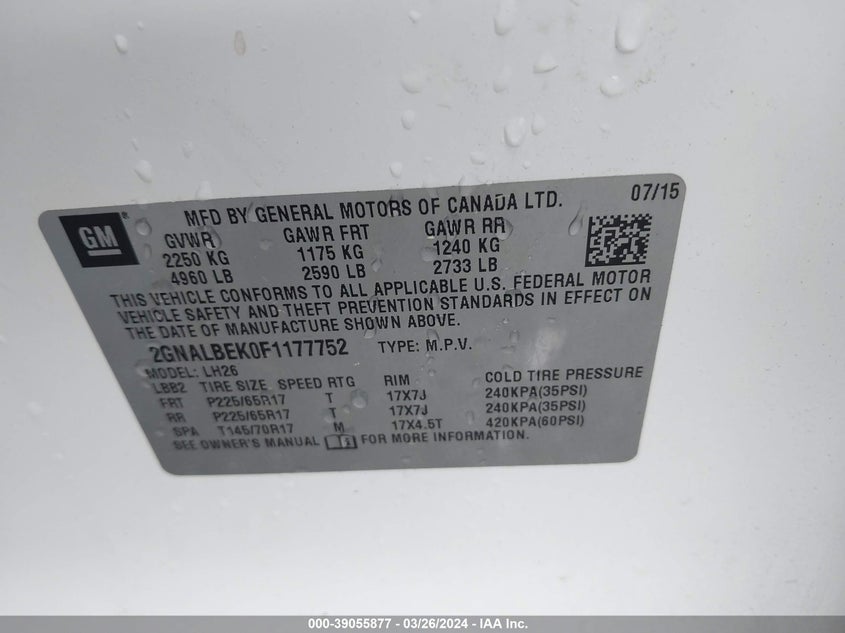 GM®
MFD BY GENERAL MOTORS OF CANADA LTD. 07/15
GVWR GAWR FRT GAWR RR
2250 KG 1175 KG 1240 KG
4960 LB 2590 LB 2733 LB
THIS VEHICLE CONFORMS TO ALL APPLICABLE U.S. FEDERAL MOTOR
VEHICLE SAFETY AND THEFT PREVENTION STANDARDS IN EFFECT ON
THE DATE OF MANUFACTURE SHOWN ABOVE.
2GNALBEK0F1177752 TYPE: M.P.V.
MODEL: LH26
LBB2 TIRE SIZE SPEED RTG RIM COLD TIRE PRESSURE
FRT P225/65R17 T 17X7J 240KPA(35PSI)
RR P225/65R17 T 17X7J 240KPA(35PSI)
SPA T145/70R17 M 17X4.5T 420KPA(60PSI)
SEE OWNER'S MANUAL FOR MORE INFORMATION.
000-39055877 - 03/26/2024 - IAA Inc.